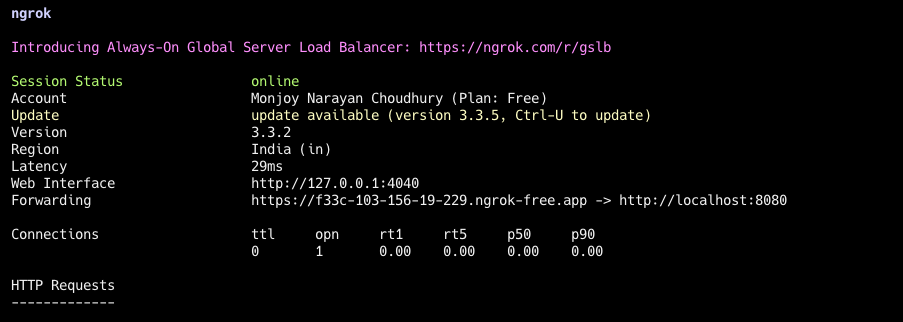 ngrok
Introducing Always-On Global Server Load Balancer: https://ngrok.com/r/gslb
Session Status online
Account Monjoy Narayan Choudhury (Plan: Free)
Update update available (version 3.3.5, Ctrl-U to update)
Version 3.3.2
Region India (in)
Latency 29ms
Web Interface http://127.0.0.1:4040
Forwarding https://f33c-103-156-19-229.ngrok-free.app -> http://localhost:8080
Connections ttl opn rt1 rt5 p50 p90
0 1 0.00 0.00 0.00 0.00
HTTP Requests
-------------